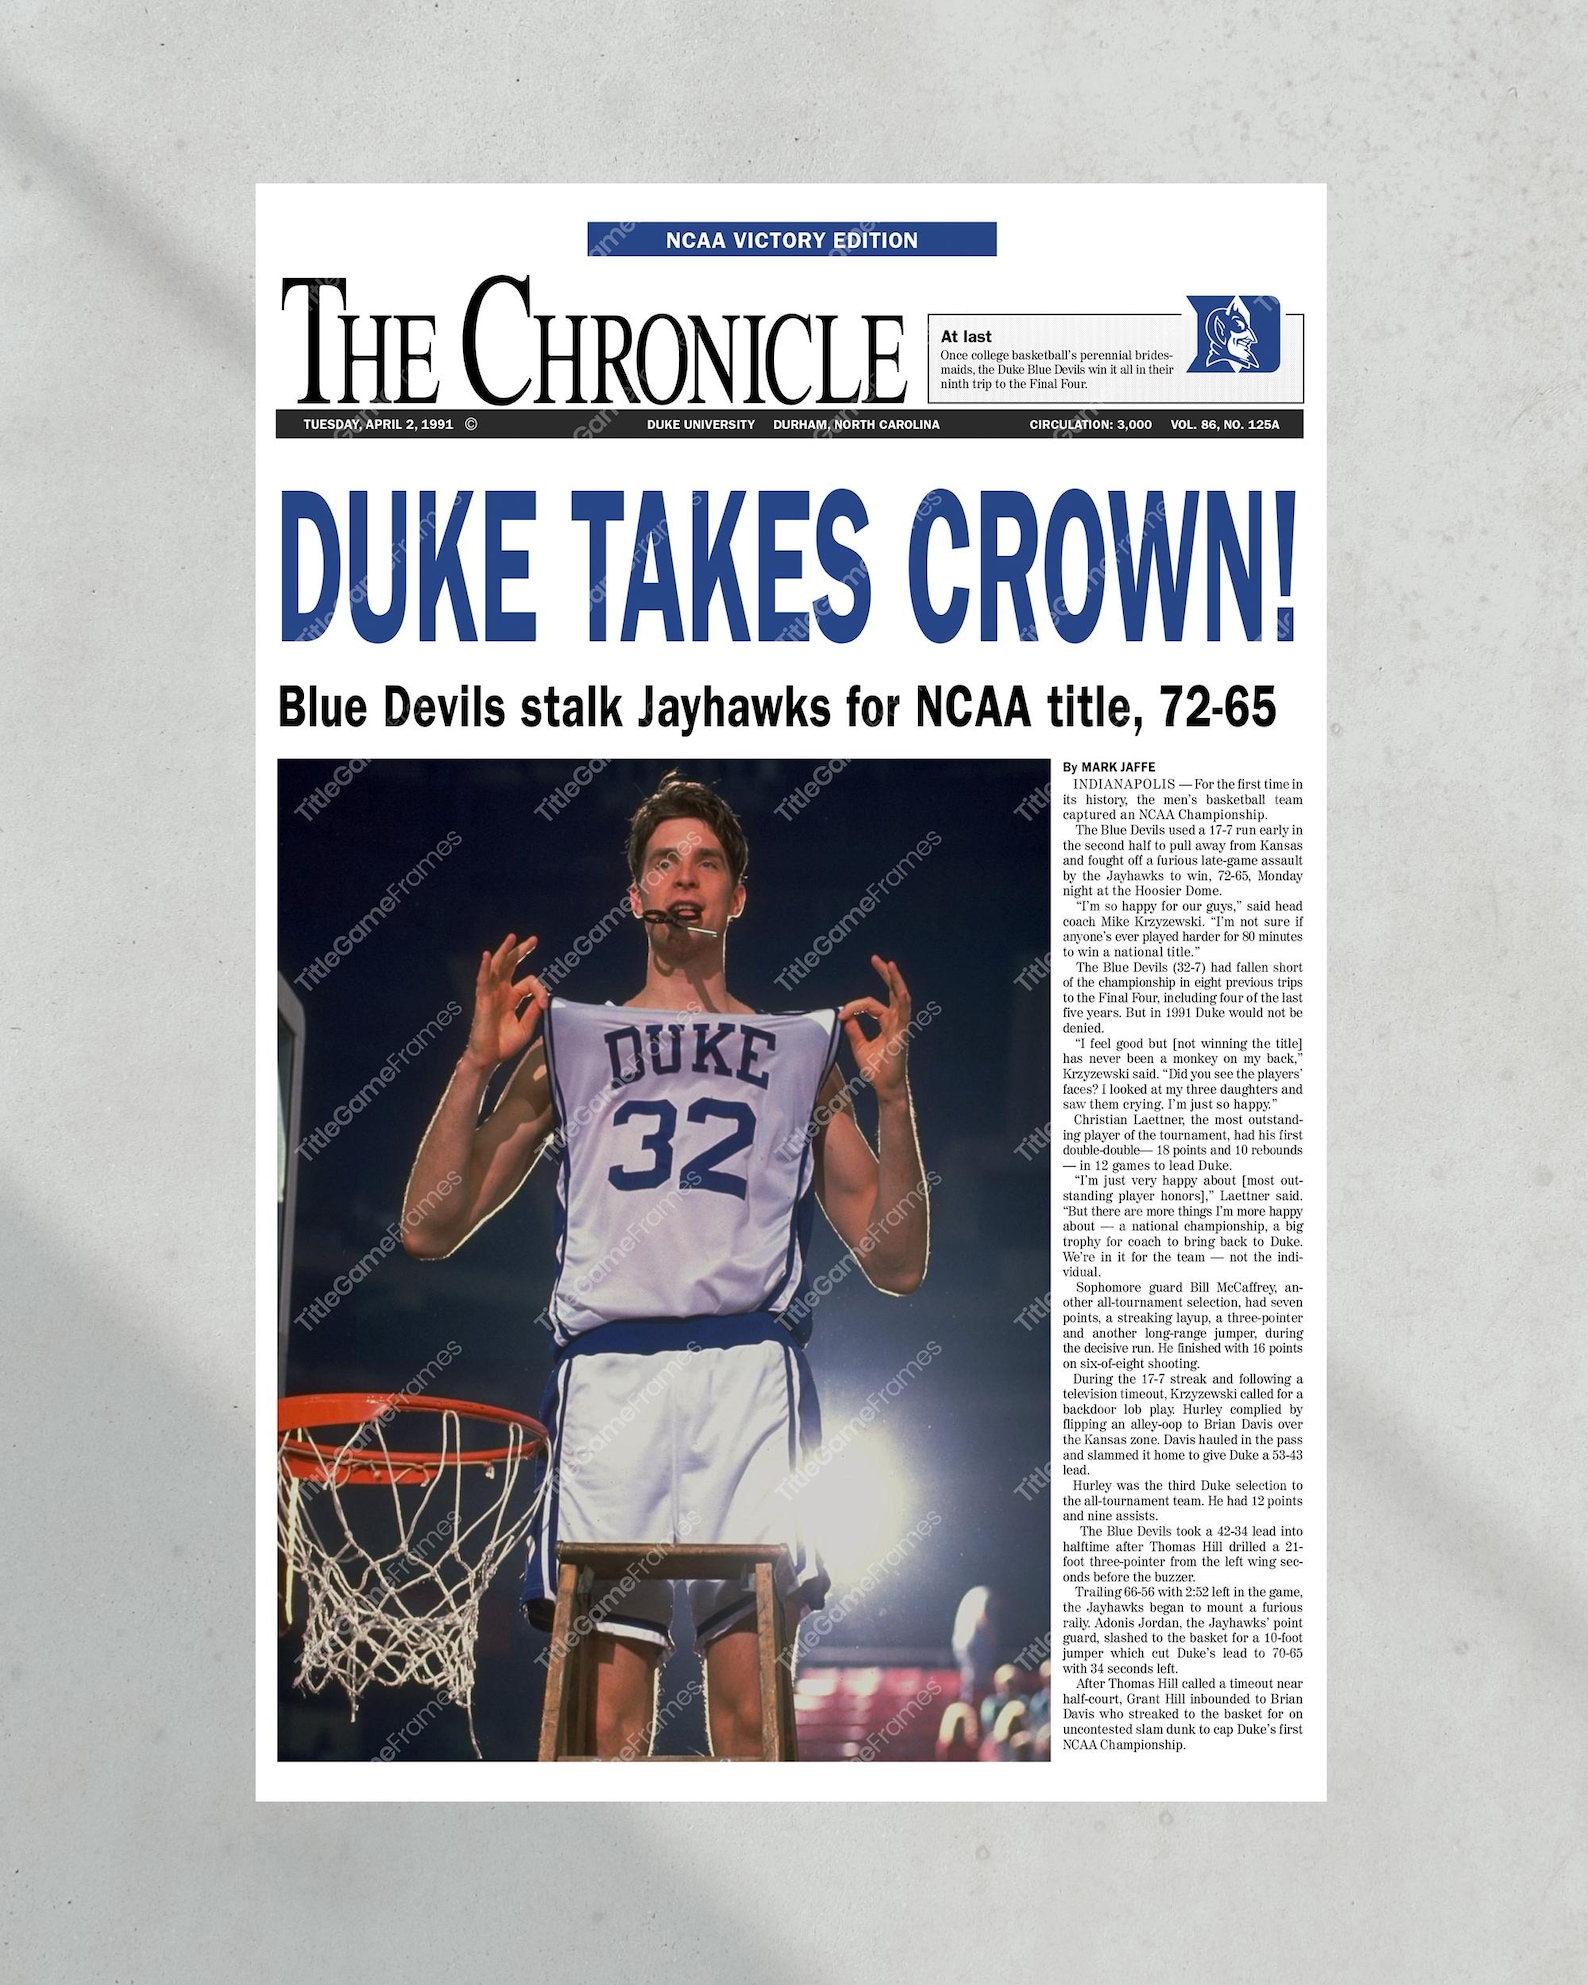 NCAA VICTORY EDITION
THE CHRONICLE
At last
Once college basketball's perennial brides-
maids, the Duke Blue Devils win it all in their
ninth trip to the Final Four.
TUESDAY, APRIL 2, 1991 © DUKE UNIVERSITY DURHAM, NORTH CAROLINA CIRCULATION: 3,000 VOL. 86, NO. 125A
DUKE TAKES CROWN!
Blue Devils stalk Jayhawks for NCAA title, 72-65
DUKE
32
By MARK JAFFE
INDIANAPOLIS — For the first time in
its history, the men's basketball team
captured an NCAA Championship.
The Blue Devils used a 17-7 run early in
the second half to pull away from Kansas
and fought off a furious late-game assault
by the Jayhawks to win, 72-65, Monday
night at the Hoosier Dome.
"I'm so happy for our guys," said head
coach Mike Krzyzewski. "I'm not sure if
anyone's ever played harder for 80 minutes
to win a national title."
The Blue Devils (32-7) had fallen short
of the championship in eight previous trips
to the Final Four, including four of the last
five years. But in 1991 Duke would not be
denied.
"I feel good but [not winning the title]
has never been a monkey on my back,"
Krzyzewski said. "Did you see the players'
faces? I looked at my three daughters and
saw them crying. I'm just so happy."
Christian Laettner, the most outstand-
ing player of the tournament, had his first
double-double— 18 points and 10 rebounds
— in 12 games to lead Duke.
"I'm just very happy about [most out-
standing player honors]," Laettner said.
"But there are more things I'm more happy
about — a national championship, a big
trophy for coach to bring back to Duke.
We're in it for the team — not the indi-
vidual.
Sophomore guard Bill McCaffrey, an-
other all-tournament selection, had seven
points, a streaking layup, a three-pointer
and another long-range jumper, during
the decisive run. He finished with 16 points
on six-of-eight shooting.
During the 17-7 streak and following a
television timeout, Krzyzewski called for a
backdoor lob play. Hurley complied by
flipping an alley-oop to Brian Davis over
the Kansas zone. Davis hauled in the pass
and slammed it home to give Duke a 53-43
lead.
Hurley was the third Duke selection to
the all-tournament team. He had 12 points
and nine assists.
The Blue Devils took a 42-34 lead into
halftime after Thomas Hill drilled a 21-
foot three-pointer from the left wing sec-
onds before the buzzer.
Trailing 66-56 with 2:52 left in the game,
the Jayhawks began to mount a furious
rally. Adonis Jordan, the Jayhawks' point
guard, slashed to the basket for a 10-foot
jumper which cut Duke's lead to 70-65
with 34 seconds left.
After Thomas Hill called a timeout near
half-court, Grant Hill inbounded to Brian
Davis who streaked to the basket for on
uncontested slam dunk to cap Duke's first
NCAA Championship.
TitleGameFrames